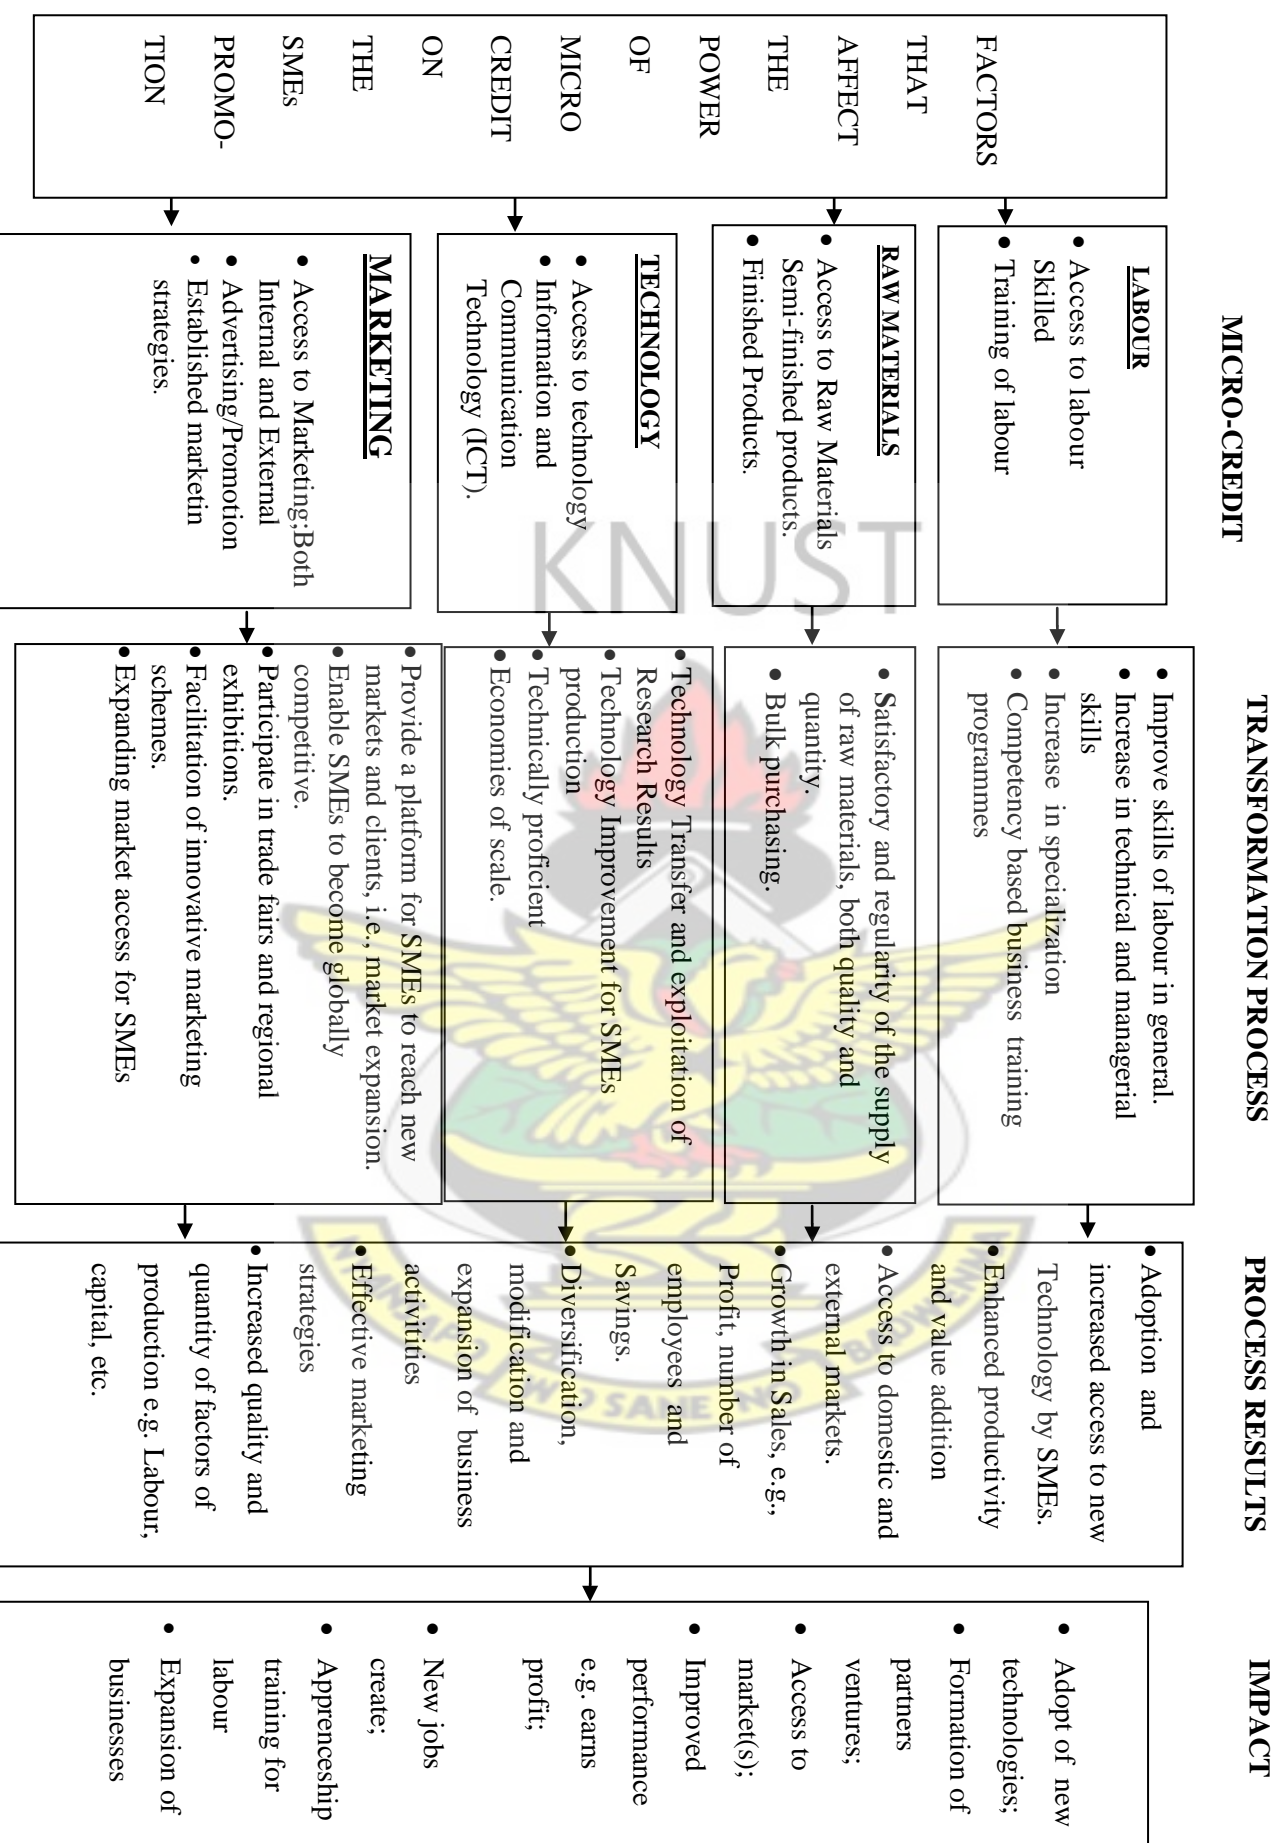 MICRO-CREDIT
TRANSFORMATION PROCESS
PROCESS RESULTS
IMPACT
FACTORS
THAT
AFFECT
THE
POWER
OF
MICRO
CREDIT
ON
THE
SMEs
PROMO-
TION
LABOUR
• Access to labour
Skilled
• Training of labour
RAW MATERIALS
• Access to Raw Materials
Semi-finished products.
• Finished Products.
TECHNOLOGY
• Access to technology
• Information and
Communication
Technology (ICT).
MARKETING
• Access to Marketing;Both
Internal and External
• Advertising/Promotion
• Established marketin
strategies.
• Improve skills of labour in general.
• Increase in technical and managerial
skills
• Increase in specialization
• Competency based business training
programmes
• Satisfactory and regularity of the supply
of raw materials, both quality and
quantity.
• Bulk purchasing.
• Technology Transfer and exploitation of
Research Results
• Technology Improvement for SMEs
production
• Technically proficient
• Economies of scale.
• Provide a platform for SMEs to reach new
markets and clients, i.e., market expansion.
• Enable SMEs to become globally
competitive.
• Participate in trade fairs and regional
exhibitions.
• Facilitation of innovative marketing
schemes.
• Expanding market access for SMEs
• Adoption and
increased access to new
Technology by SMEs.
• Enhanced productivity
and value addition
• Access to domestic and
external markets.
• Growth in Sales, e.g.,
Profit, number of
employees and
Savings.
• Diversification,
modification and
expansion of business
activitities
• Effective marketing
strategies
• Increased quality and
quantity of factors of
production e.g. Labour,
capital, etc.
• Adopt of new
technologies;
• Formation of
partners
ventures;
• Access to
market(s);
• Improved
performance
e.g. earns
profit;
• New jobs
create;
• Apprenceship
training for
labour
• Expansion of
businesses
KNUST
WO SANE NO
BADWENMA